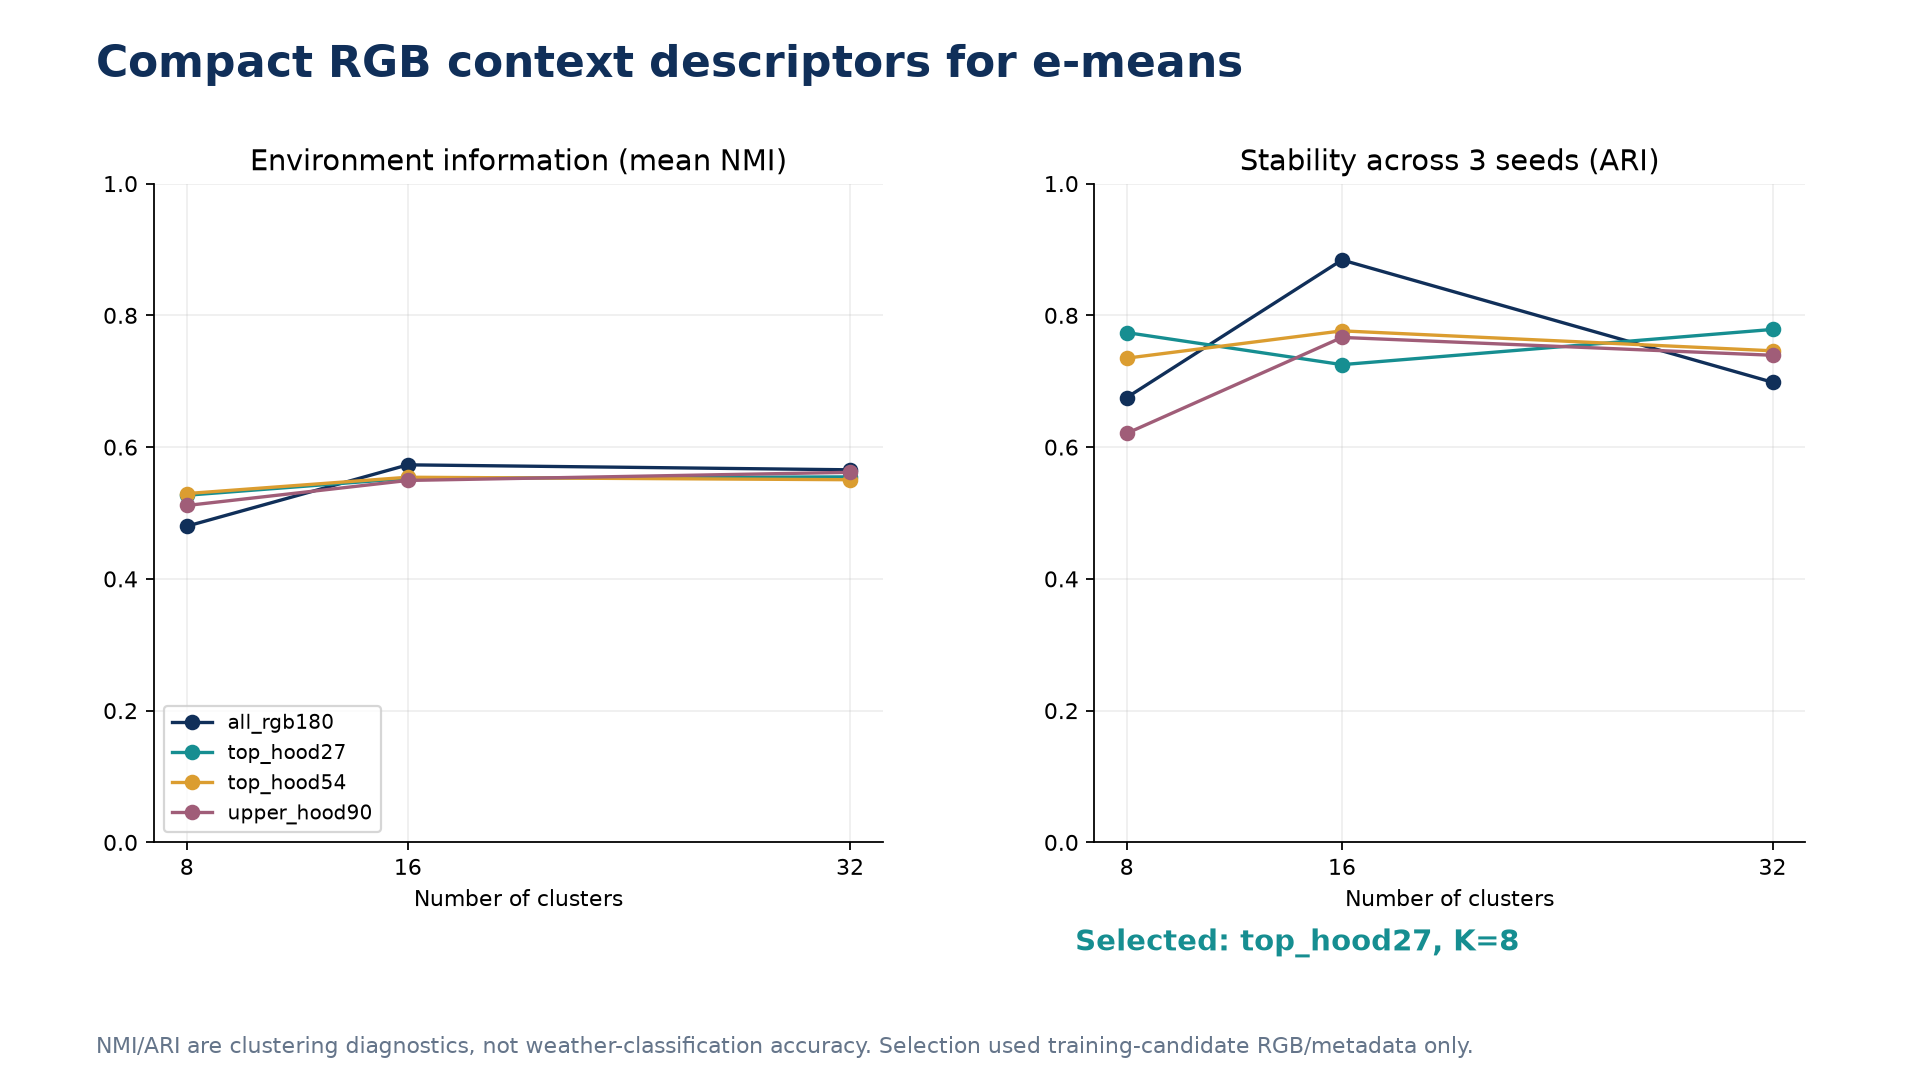 Compact RGB context descriptors for e-means
Environment information (mean NMI)
1.0
0.8
0.6
0.4
0.2
0.0
all_rgb180
top_hood27
top_hood54
upper_hood90
8 16 32
Number of clusters
Stability across 3 seeds (ARI)
1.0
0.8
0.6
0.4
0.2
0.0
8 16 32
Number of clusters
Selected: top_hood27, K=8
NMI/ARI are clustering diagnostics, not weather-classification accuracy. Selection used training-candidate RGB/metadata only.